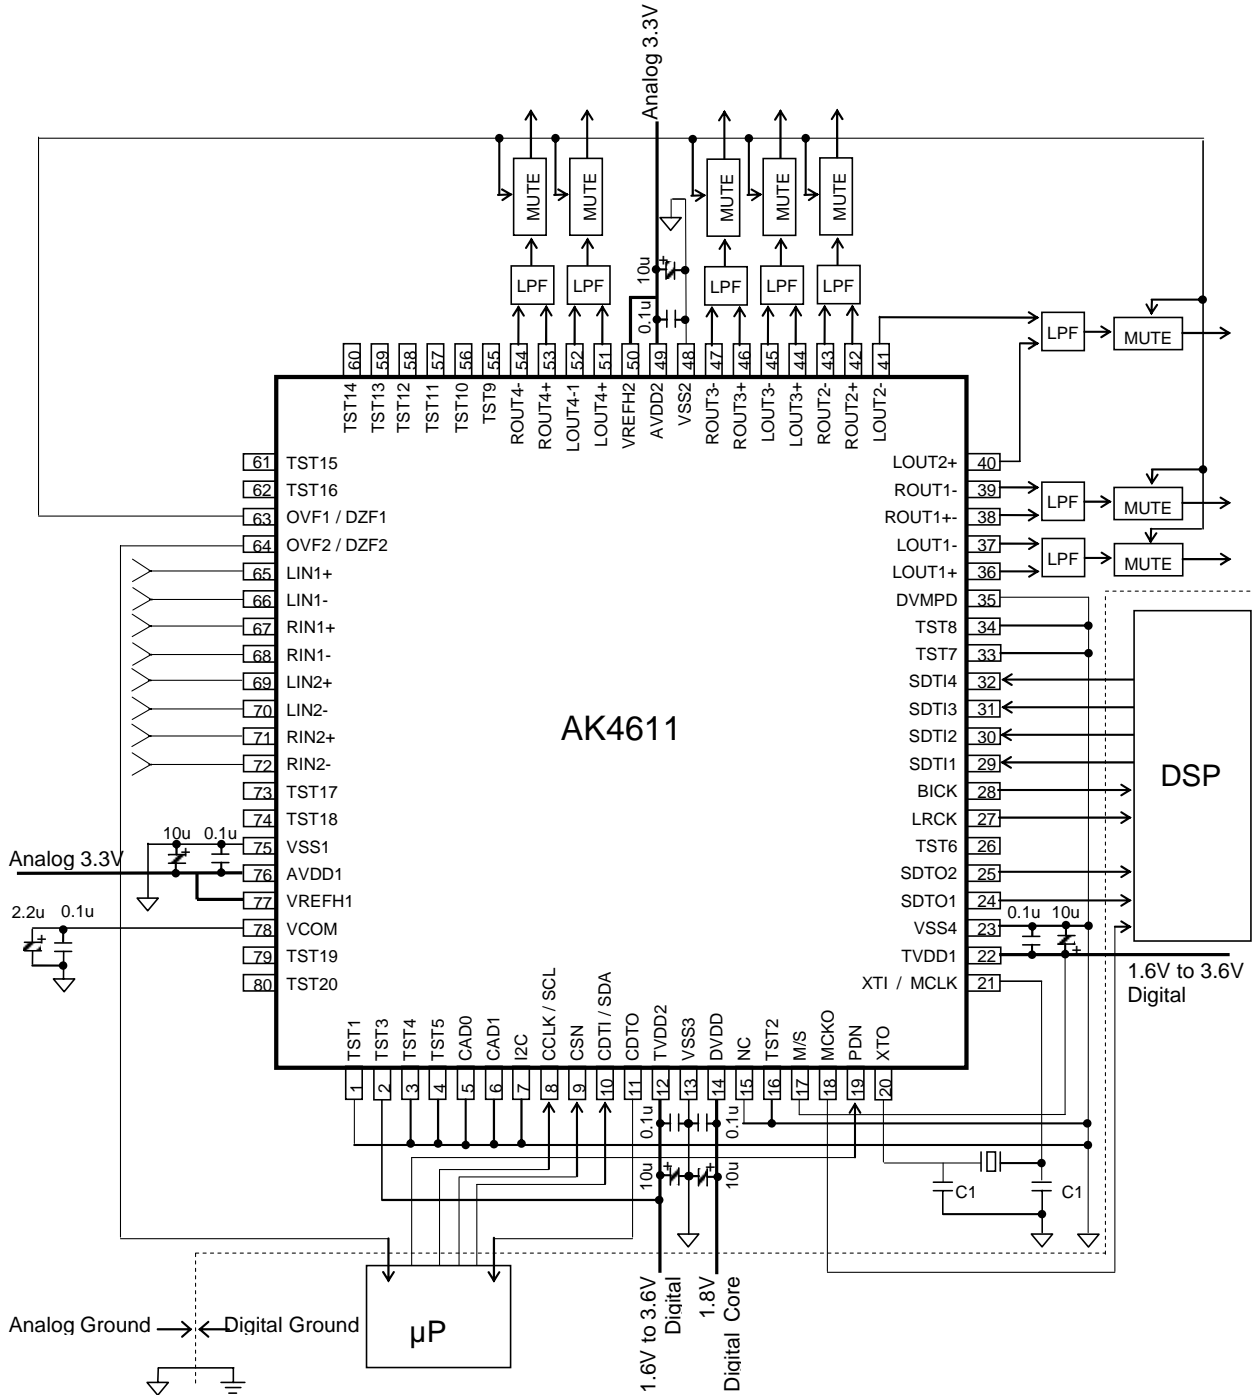 Analog 3.3V
MUTE
MUTE
MUTE
MUTE
MUTE
10u
LPF
LPF
LPF
LPF
LPF
0.1u
LPF
MUTE
60
59
58
57
56
55
54
53
52
51
50
49
48
47
46
45
44
43
42
41
TST14
TST13
TST12
TST11
TST10
TST9
ROUT4-
ROUT4+
LOUT4-1
LOUT4+
VREFH2
AVDD2
VSS2
ROUT3-
ROUT3+
LOUT3-
LOUT3+
ROUT2-
ROUT2+
LOUT2-
61 TST15
62 TST16
63 OVF1 / DZF1
64 OVF2 / DZF2
65 LIN1+
66 LIN1-
67 RIN1+
68 RIN1-
69 LIN2+
70 LIN2-
71 RIN2+
72 RIN2-
73 TST17
74 TST18
75 VSS1
76 AVDD1
77 VREFH1
78 VCOM
79 TST19
80 TST20
10u 0.1u
Analog 3.3V
2.2u 0.1u
+
AK4611
LOUT2+ 40
ROUT1- 39
ROUT1+- 38
LOUT1- 37
LOUT1+ 36
DVMPD 35
TST8 34
TST7 33
SDTI4 32
SDTI3 31
SDTI2 30
SDTI1 29
BICK 28
LRCK 27
TST6 26
SDTO2 25
SDTO1 24
VSS4 23
TVDD1 22
XTI / MCLK 21
LPF
MUTE
LPF
MUTE
DSP
0.1u 10u
1.6V to 3.6V
Digital
TST1
TST3
TST4
TST5
CAD0
CAD1
I2C
CCLK / SCL
CSN
CDTI / SDA
CDTO
TVDD2
VSS3
DVDD
NC
TST2
M/S
MCKO
PDN
XTO
1
2
3
4
5
6
7
8
9
10
11
12
13
14
15
16
17
18
19
20
0.1u
0.1u
10u
10u
C1
C1
1.6V to 3.6V
Digital
1.8V
Digital Core
µP
Analog Ground
Digital Ground